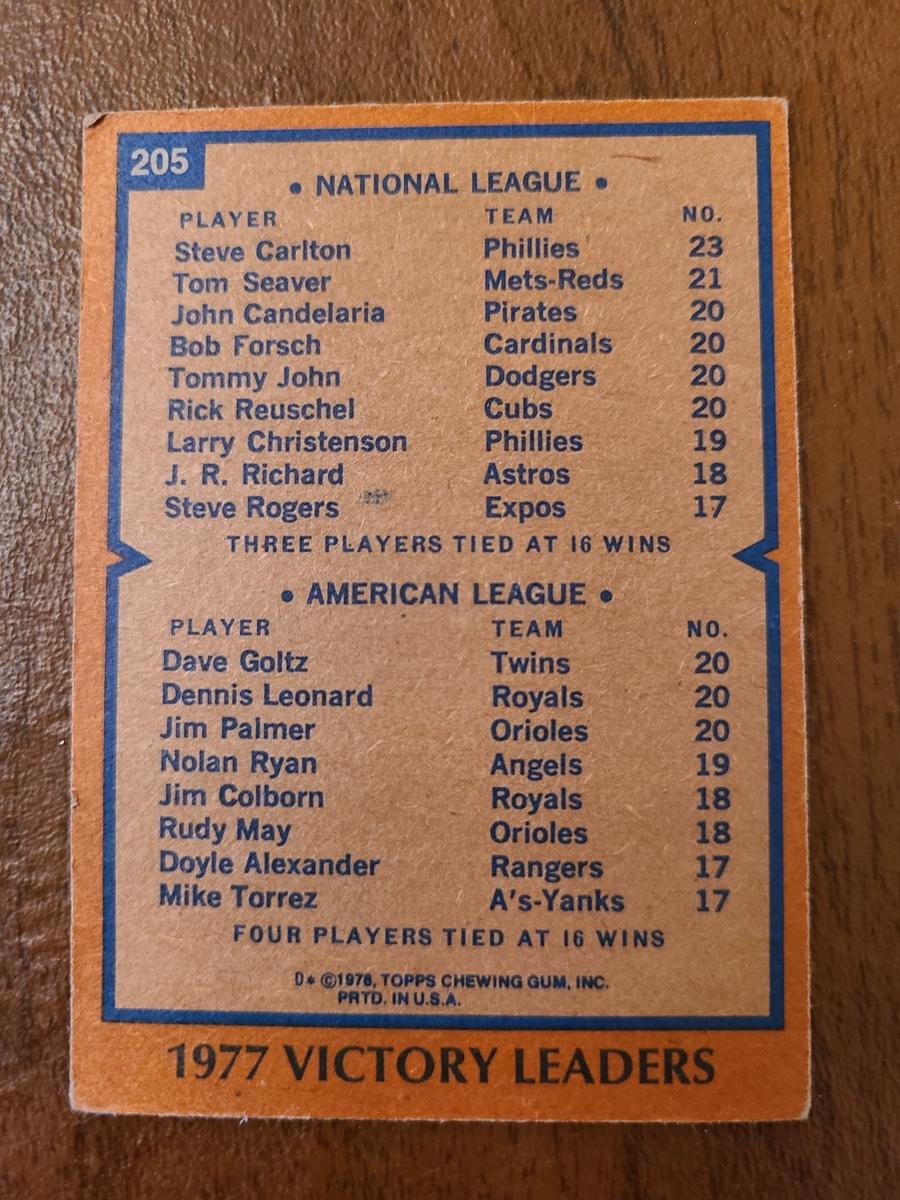 205
• NATIONAL LEAGUE •
PLAYER TEAM NO.
Steve Carlton Phillies 23
Tom Seaver Mets-Reds 21
John Candelaria Pirates 20
Bob Forsch Cardinals 20
Tommy John Dodgers 20
Rick Reuschel Cubs 20
Larry Christenson Phillies 19
J. R. Richard Astros 18
Steve Rogers Expos 17
THREE PLAYERS TIED AT 16 WINS
• AMERICAN LEAGUE •
PLAYER TEAM NO.
Dave Goltz Twins 20
Dennis Leonard Royals 20
Jim Palmer Orioles 20
Nolan Ryan Angels 19
Jim Colborn Royals 18
Rudy May Orioles 18
Doyle Alexander Rangers 17
Mike Torrez A's-Yanks 17
FOUR PLAYERS TIED AT 16 WINS
D* ©1978, TOPPS CHEWING GUM, INC.
PRTD. IN U.S.A.
1977 VICTORY LEADERS